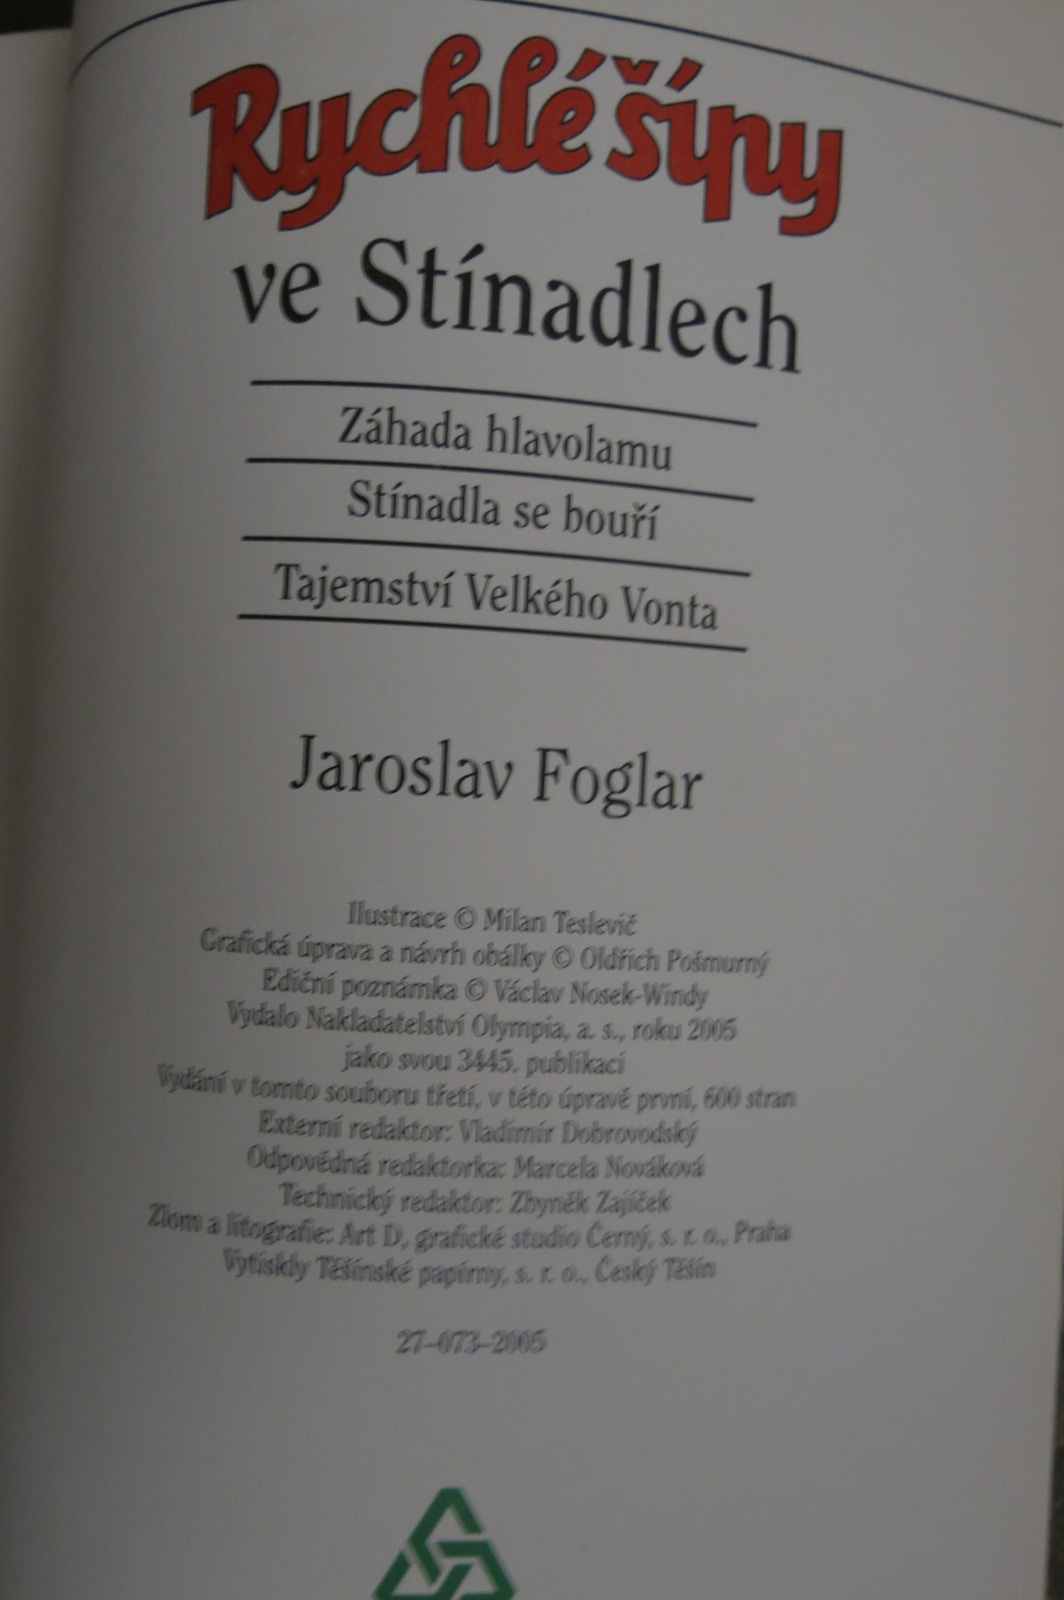 Rychlé šípy
ve Stínadlech
Záhada hlavolamu
Stínadla se bouří
Tajemství Velkého Vonta
Jaroslav Foglar
Ilustrace © Milan Teslevič
Grafická úprava a návrh obálky © Oldřich Pošmurný
Ediční poznámka © Václav Nosek-Windy
Vydalo Nakladatelství Olympia, a. s., roku 2005
jako svou 3445. publikaci
Vydání v tomto souboru třetí, v této úpravě první, 600 stran
Externí redaktor: Vladimír Dobrovodský
Odpovědná redaktorka: Marcela Nováková
Technický redaktor: Zbyněk Zajíček
Zlom a litografie: Art D, grafické studio Černý, s. r. o., Praha
Vytiskly Těšínské papírny, s. r. o., Český Těšín
27–073–2005